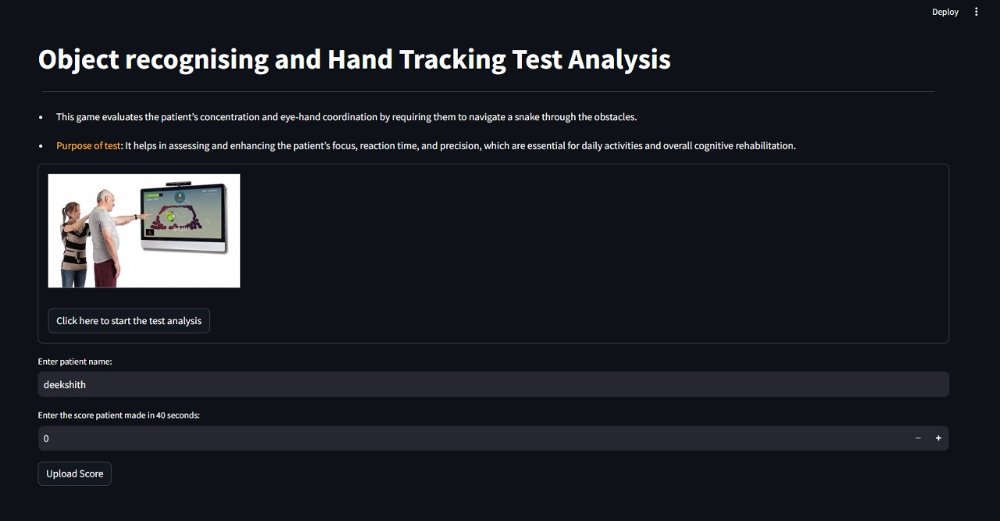 Deploy
Object recognising and Hand Tracking Test Analysis
• This game evaluates the patient’s concentration and eye-hand coordination by requiring them to navigate a snake through the obstacles.
• Purpose of test: It helps in assessing and enhancing the patient’s focus, reaction time, and precision, which are essential for daily activities and overall cognitive rehabilitation.
4
Click here to start the test analysis
Enter patient name:
deekshith
Enter the score patient made in 40 seconds:
0
Upload Score